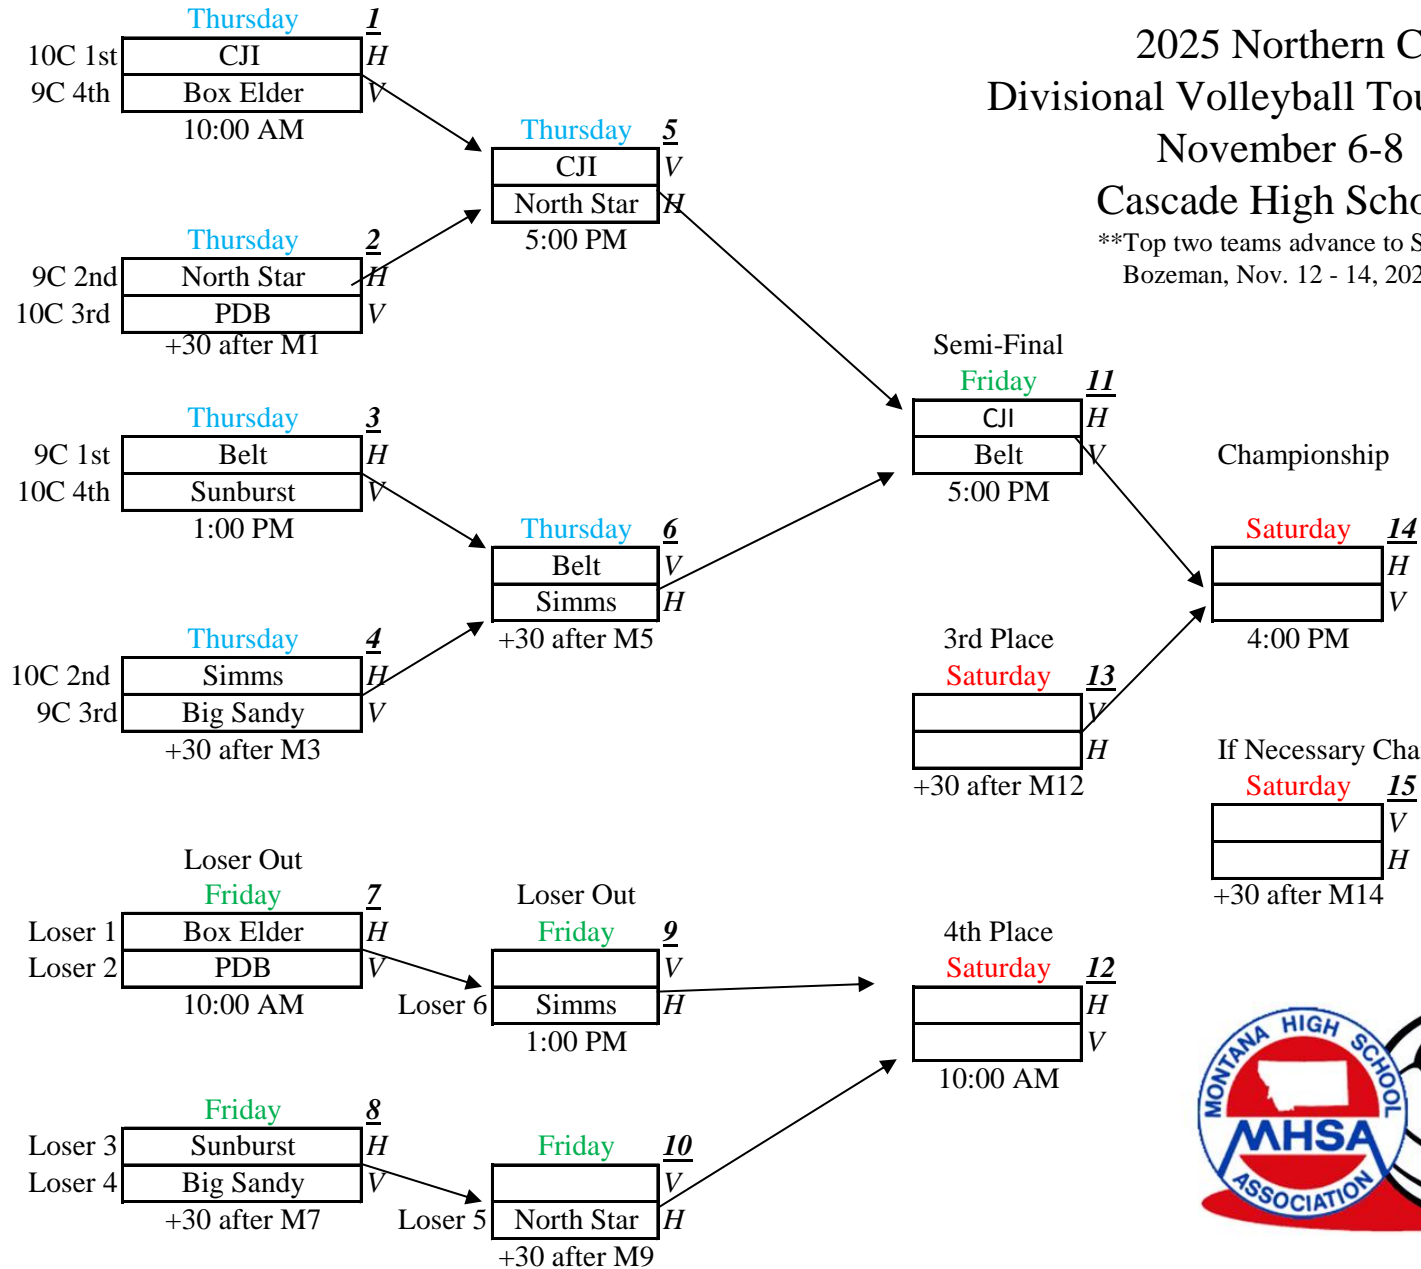 Thursday 1
10C 1st CJI H
9C 4th Box Elder V
10:00 AM
Thursday 2
9C 2nd North Star H
10C 3rd PDB V
+30 after M1
Thursday 3
9C 1st Belt H
10C 4th Sunburst V
1:00 PM
Thursday 4
10C 2nd Simms H
9C 3rd Big Sandy V
+30 after M3
Thursday 5
CJI V
North Star H
5:00 PM
Thursday 6
Belt V
Simms H
+30 after M5
2025 Northern C
Divisional Volleyball Tou
November 6-8
Cascade High Scho
**Top two teams advance to S
Bozeman, Nov. 12 - 14, 202
Semi-Final
Friday 11
CJI H
Belt V
5:00 PM
Championship
Saturday 14
H
V
4:00 PM
3rd Place
Saturday 13
V
H
+30 after M12
If Necessary Cha
Saturday 15
V
H
+30 after M14
Loser Out
Friday 7
Loser 1 Box Elder H
Loser 2 PDB V
10:00 AM
Friday 8
Loser 3 Sunburst H
Loser 4 Big Sandy V
+30 after M7
Loser Out
Friday 9
V
Loser 6 Simms H
1:00 PM
Friday 10
V
Loser 5 North Star H
+30 after M9
4th Place
Saturday 12
H
V
10:00 AM
MONTANA HIGH SCHOOL
MHSA
ASSOCIATION